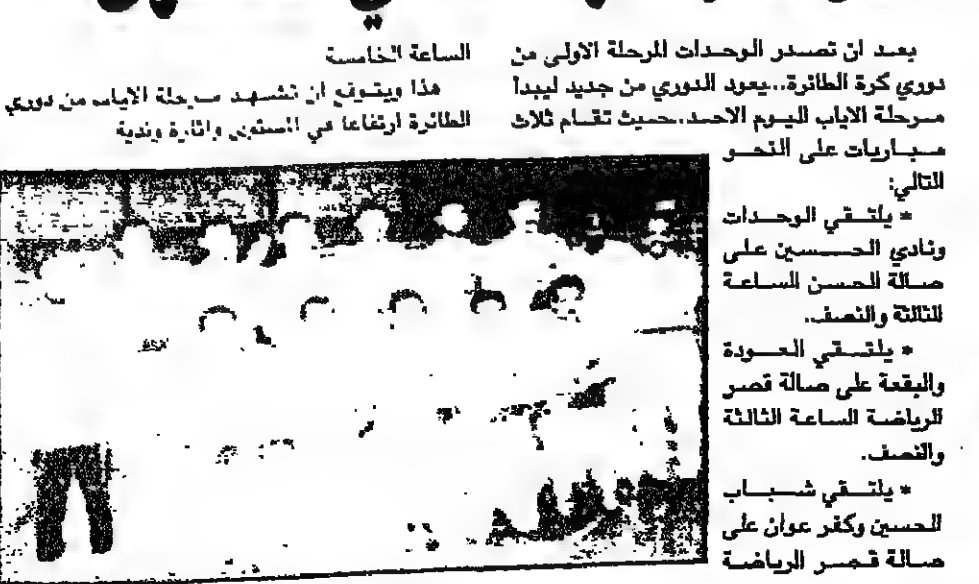 بعد ان تصدر الوحدات المرحلة الاولى من
دوري كرة الطائرة...يعود الدوري من جديد ليبدا
مرحلة الاياب اليوم الاحد..حيث تقام ثلاث
مباريات على النحو
التالي:
* يلتقي الوحدات
ونادي الحسين على
صالة الحسن الساعة
الثالثة والنصف.
* يلتقي العودة
والبقعة على صالة قصر
الرياضة الساعة الثالثة
والنصف.
* يلتقي شباب
الحسين وكفر عوان على
صالة قصر الرياضة
الساعة الخامسة
هذا ويتوقع ان تشهد مرحلة الاياب من دوري
الطائرة ارتفاعا في المستوى واثارة وندية